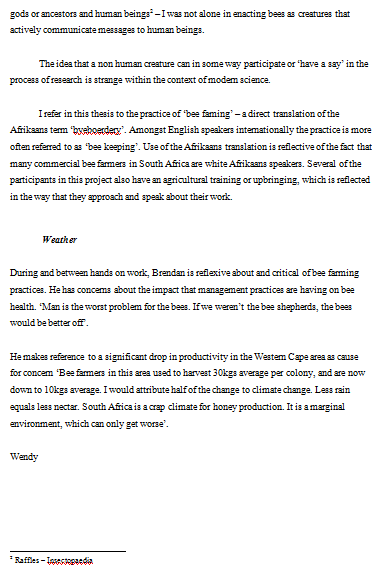 gods or ancestors and human beings² – I was not alone in enacting bees as creatures that
actively communicate messages to human beings.
The idea that a non human creature can in some way participate or ‘have a say’ in the
process of research is strange within the context of modern science.
I refer in this thesis to the practice of ‘bee faming’ – a direct translation of the
Afrikaans term ‘byeboerdery’. Amongst English speakers internationally the practice is more
often referred to as ‘bee keeping’. Use of the Afrikaans translation is reflective of the fact that
many commercial bee farmers in South Africa are white Afrikaans speakers. Several of the
participants in this project also have an agricultural training or upbringing, which is reflected
in the way that they approach and speak about their work.
Weather
During and between hands on work, Brendan is reflexive about and critical of bee farming
practices. He has concerns about the impact that management practices are having on bee
health. ‘Man is the worst problem for the bees. If we weren’t the bee shepherds, the bees
would be better off’.
He makes reference to a significant drop in productivity in the Western Cape area as cause
for concern ‘Bee farmers in this area used to harvest 30kgs average per colony, and are now
down to 10kgs average. I would attribute half of the change to climate change. Less rain
equals less nectar. South Africa is a crap climate for honey production. It is a marginal
environment, which can only get worse’.
Wendy
² Raffles – Insectopaedia